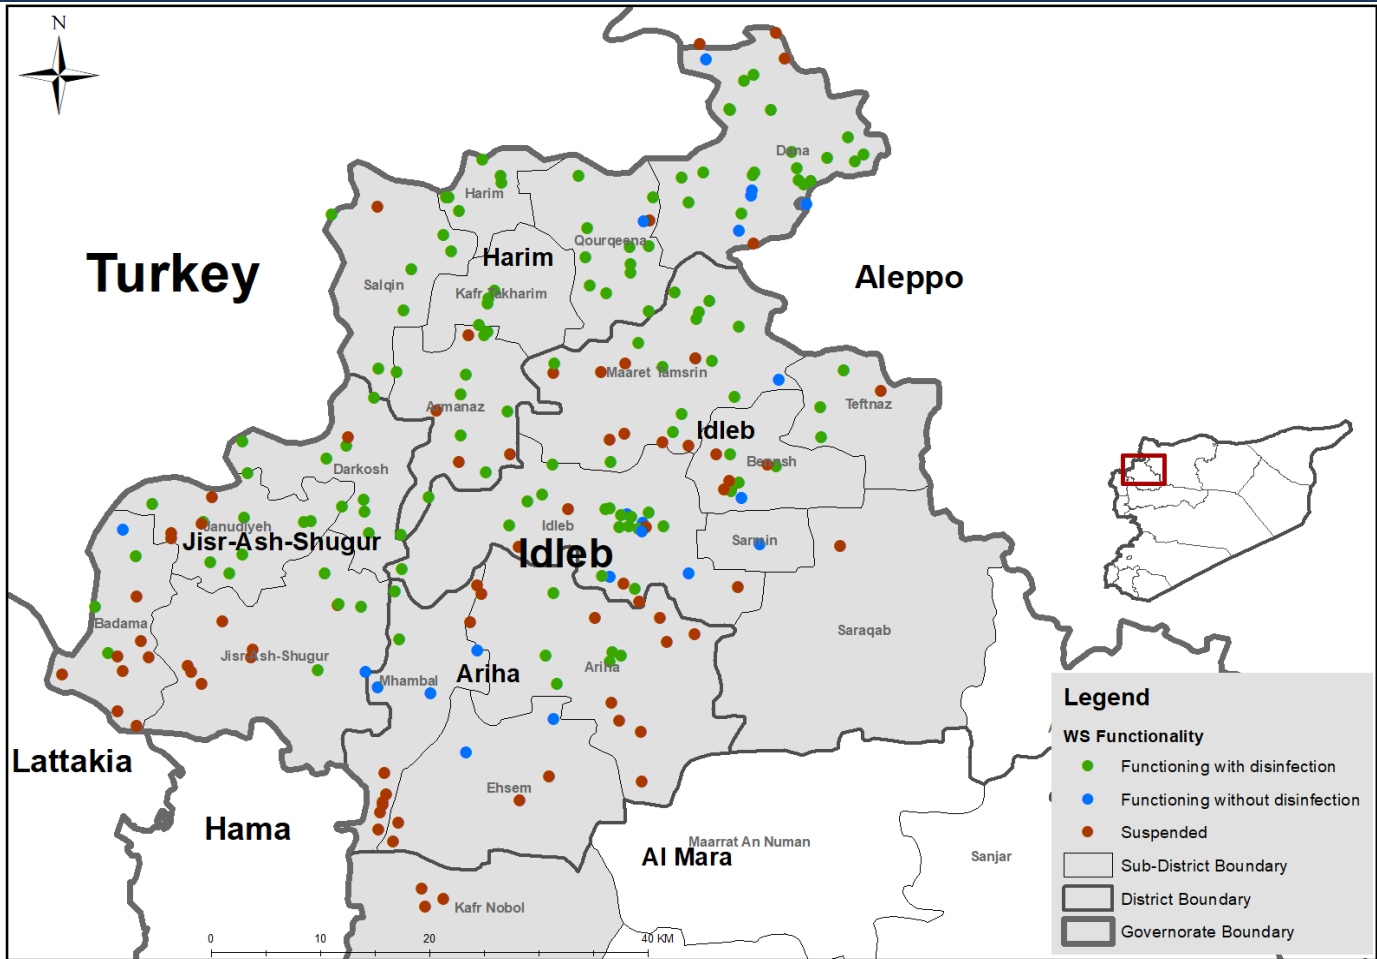 N
Dana
Harim
Qourqeena
Harim
Turkey
Aleppo
Salqin
Kafr Takharim
Maaret Tamsrin
Teftnaz
Armanaz
Idleb
Bennsh
Darkosh
Janudiyeh
Idleb
Jisr-Ash-Shugur
Idleb
Sarmin
Badama
Saraqab
Jisr-Ash-Shugur
Ariha
Ariha
Mhambal
Lattakia
Ehsem
Hama
Maarrat An Numan
Al Mara
Sanjar
Kafr Nobol
0 10 20 40 KM
Legend
WS Functionality
Functioning with disinfection
Functioning without disinfection
Suspended
Sub-District Boundary
District Boundary
Governorate Boundary